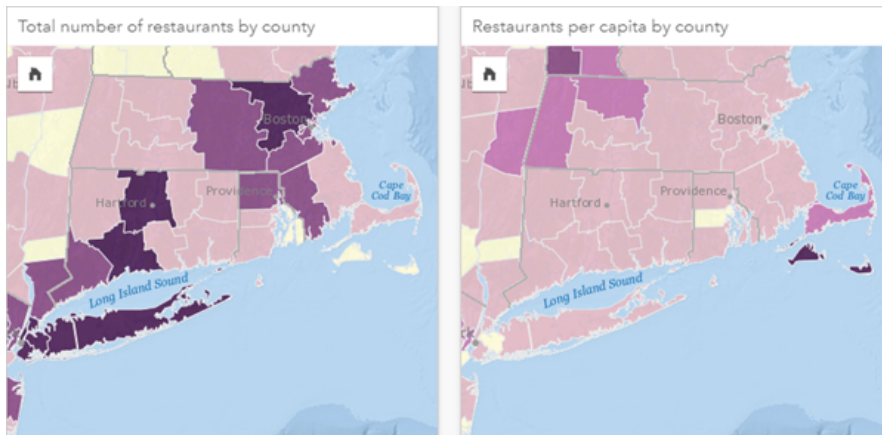 Total number of restaurants by county
Boston
Providence
Hartford
Cape
Cod Bay
Long Island Sound
Restaurants per capita by county
Boston
Providence
Hartford
Cape
Cod Bay
Long Island Sound